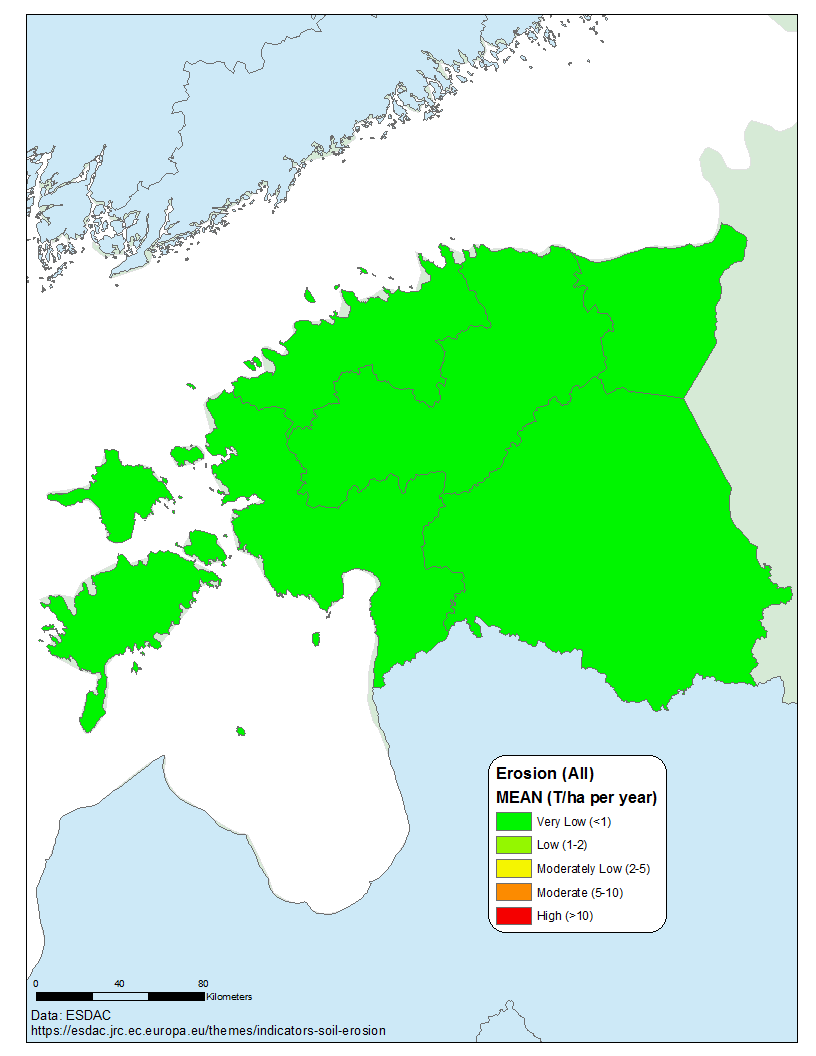 Erosion (All)
MEAN (T/ha per year)
Very Low (<1)
Low (1-2)
Moderately Low (2-5)
Moderate (5-10)
High (>10)
0 40 80
Kilometers
Data: ESDAC
https://esdac.jrc.ec.europa.eu/themes/indicators-soil-erosion